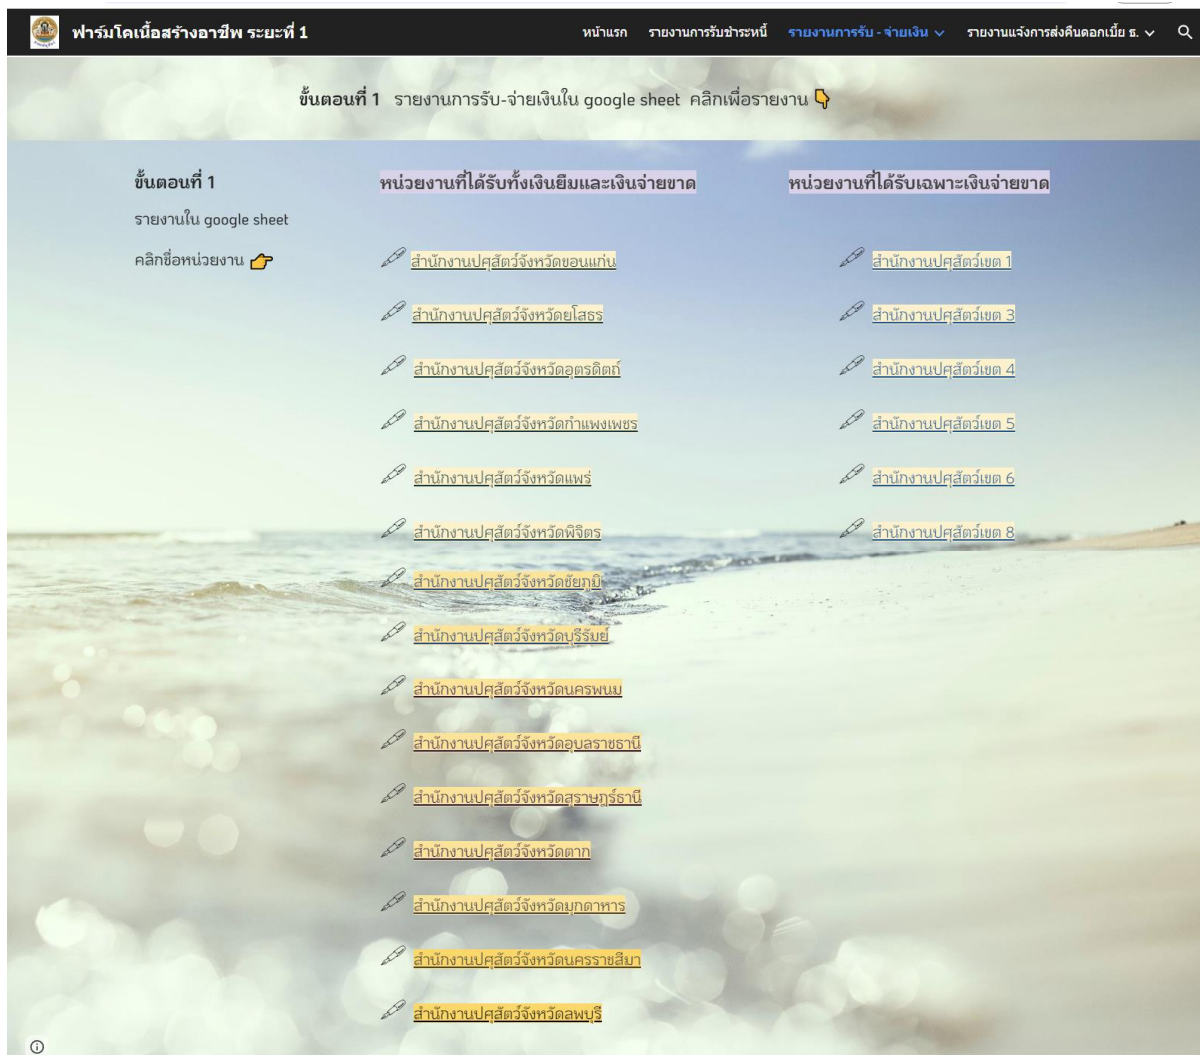 ฟาร์มโคเนื้อสร้างอาชีพ ระยะที่ 1
หน้าแรก
รายงานการรับชำระหนี้
รายงานการรับ - จ่ายเงิน
รายงานแจ้งการส่งคืนดอกเบี้ย ธ.
ขั้นตอนที่ 1 รายงานการรับ-จ่ายเงินใน google sheet คลิกเพื่อรายงาน 👇
ขั้นตอนที่ 1
รายงานใน google sheet
คลิกชื่อหน่วยงาน 👉
หน่วยงานที่ได้รับทั้งเงินยืมและเงินจ่ายขาด
สำนักงานปศุสัตว์จังหวัดขอนแก่น
สำนักงานปศุสัตว์จังหวัดยโสธร
สำนักงานปศุสัตว์จังหวัดอุตรดิตถ์
สำนักงานปศุสัตว์จังหวัดกำแพงเพชร
สำนักงานปศุสัตว์จังหวัดแพร่
สำนักงานปศุสัตว์จังหวัดพิจิตร
สำนักงานปศุสัตว์จังหวัดชัยภูมิ
สำนักงานปศุสัตว์จังหวัดบุรีรัมย์
สำนักงานปศุสัตว์จังหวัดนครพนม
สำนักงานปศุสัตว์จังหวัดอุบลราชธานี
สำนักงานปศุสัตว์จังหวัดสุราษฎร์ธานี
สำนักงานปศุสัตว์จังหวัดตาก
สำนักงานปศุสัตว์จังหวัดมุกดาหาร
สำนักงานปศุสัตว์จังหวัดนครราชสีมา
สำนักงานปศุสัตว์จังหวัดลพบุรี
หน่วยงานที่ได้รับเฉพาะเงินจ่ายขาด
สำนักงานปศุสัตว์เขต 1
สำนักงานปศุสัตว์เขต 3
สำนักงานปศุสัตว์เขต 4
สำนักงานปศุสัตว์เขต 5
สำนักงานปศุสัตว์เขต 6
สำนักงานปศุสัตว์เขต 8